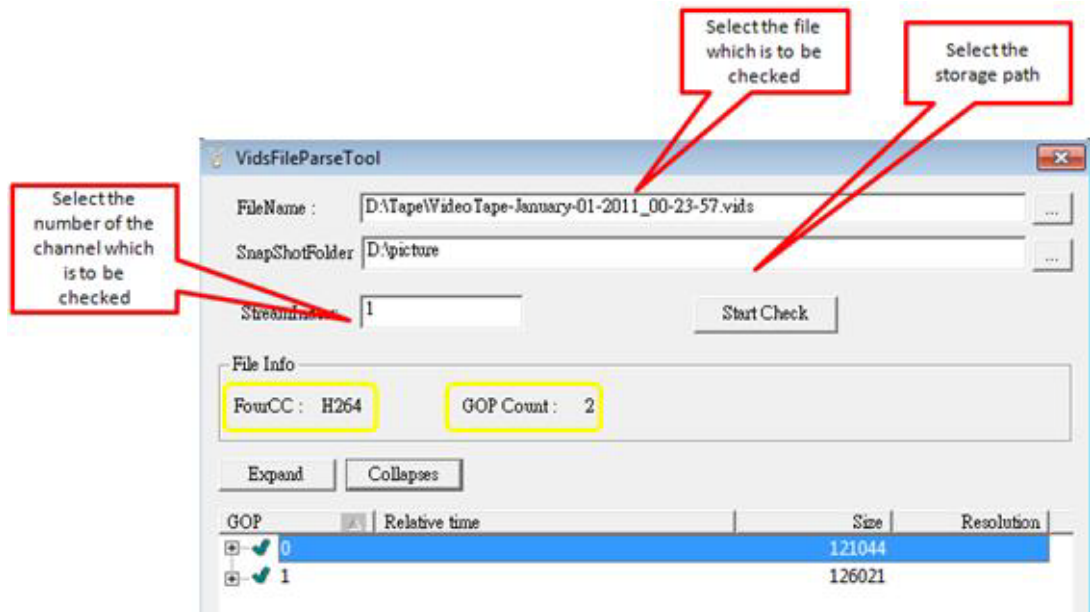 Select the file
which is to be
checked
Select the
storage path
VidsFileParseTool
Select the
number of the
channel which
is to be
checked
FileName :
D:\Tape\VideoTape-January-01-2011_00-23-57.vids
...
SnapShotFolder
D:\picture
...
1
Start Check
File Info
FourCC : H264
GOP Count : 2
Expand
Collapses
GOP Relative time Size Resolution
0 121044
1 126021